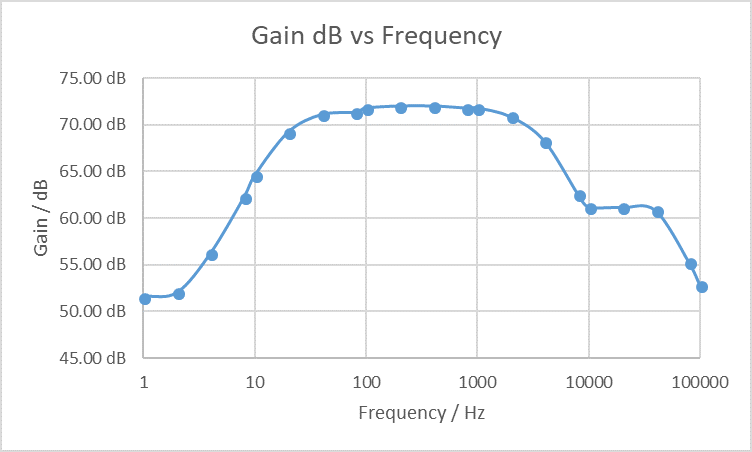 Gain dB vs Frequency
75.00 dB
70.00 dB
65.00 dB
60.00 dB
55.00 dB
50.00 dB
45.00 dB
Gain / dB
1 10 100 1000 10000 100000
Frequency / Hz